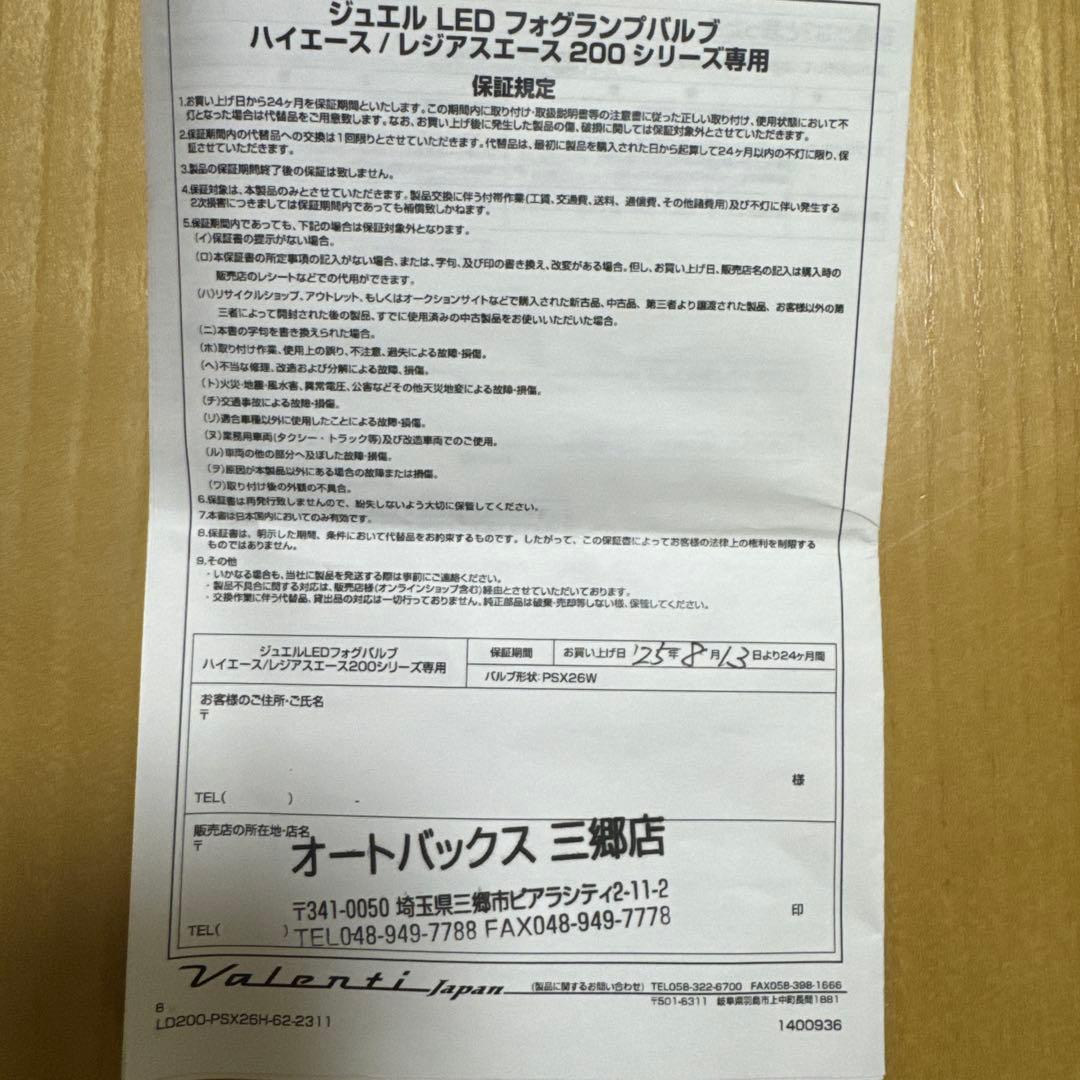 ジュエル LED フォグランプバルブ
ハイエース / レジアスエース 200 シリーズ専用
保証規定
1.お買い上げ日から24ヶ月を保証期間といたします。この期間内に取り付け・取扱説明書等の注意書に従った正しい取り付け、使用状態において不
灯となった場合は代替品をご用意致します。なお、お買い上げ後に発生した製品の傷、破損に関しては保証対象外とさせていただきます。
2.保証期間内の代替品への交換は1回限りとさせていただきます。代替品は、最初に製品を購入された日から起算して24ヶ月以内の不灯に限り、保
証させていただきます。
3.製品の保証期間終了後の保証は致しません。
4.保証対象は、本製品のみとさせていただきます。製品交換に伴う付帯作業(工賃、交通費、送料、通信費、その他諸費用)及び不灯に伴い発生する
2次損害につきましては保証期間内であっても補償致しかねます。
5.保証期間内であっても、下記の場合は保証対象外となります。
(イ)保証書の提示がない場合。
(ロ)本保証書の所定事項の記入がない場合、または、字句、及び印の書き換え、改変がある場合。但し、お買い上げ日、販売店名の記入は購入時の
販売店のレシートなどでの代用ができます。
(ハ)リサイクルショップ、アウトレット、もしくはオークションサイトなどで購入された新古品、中古品、第三者より譲渡された製品、お客様以外の第
三者によって開封された後の製品、すでに使用済みの中古製品をお使いいただいた場合。
(ニ)本書の字句を書き換えられた場合。
(ホ)取り付け作業、使用上の誤り、不注意、過失による故障・損傷。
(ヘ)不当な修理、改造および分解による故障、損傷。
(ト)火災・地震・風水害、異常電圧、公害などその他天災地変による故障・損傷。
(チ)交通事故による故障・損傷。
(リ)適合車種以外に使用したことによる故障・損傷。
(ヌ)業務用車両(タクシー・トラック等)及び改造車両でのご使用。
(ル)車両の他の部分へ及ぼした故障・損傷。
(ヲ)原因が本製品以外にある場合の故障または損傷。
(ワ)取り付け後の外観の不具合。
6.保証書は再発行致しませんので、紛失しないよう大切に保管してください。
7.本書は日本国内においてのみ有効です。
8.保証書は、明示した期間、条件において代替品をお約束するものです。したがって、この保証書によってお客様の法律上の権利を制限する
ものではありません。
9.その他
・いかなる場合も、当社に製品を発送する際は事前にご連絡ください。
・製品不具合に関する対応は、販売店様(オンラインショップ含む)経由とさせていただいております。
・交換作業に伴う代替品、貸出品の対応は一切行っておりません。純正部品は破棄・売却等しない様、保管してください。
ジュエルLEDフォグバルブ
ハイエース/レジアスエース200シリーズ専用
保証期間
お買い上げ日 '25年 8月 13日より24ヶ月間
バルブ形状:PSX26W
お客様のご住所・ご氏名
〒
様
TEL( ) -
販売店の所在地・店名
〒
オートバックス 三郷店
〒341-0050 埼玉県三郷市ピアラシティ2-11-2
印
TEL( )
TEL048-949-7788 FAX048-949-7778
Valenti Japan
(製品に関するお問い合わせ) TEL058-322-6700 FAX058-398-1666
〒501-6311 岐阜県羽島市上中町長間1881
8
LD200-PSX26H-62-2311
1400936